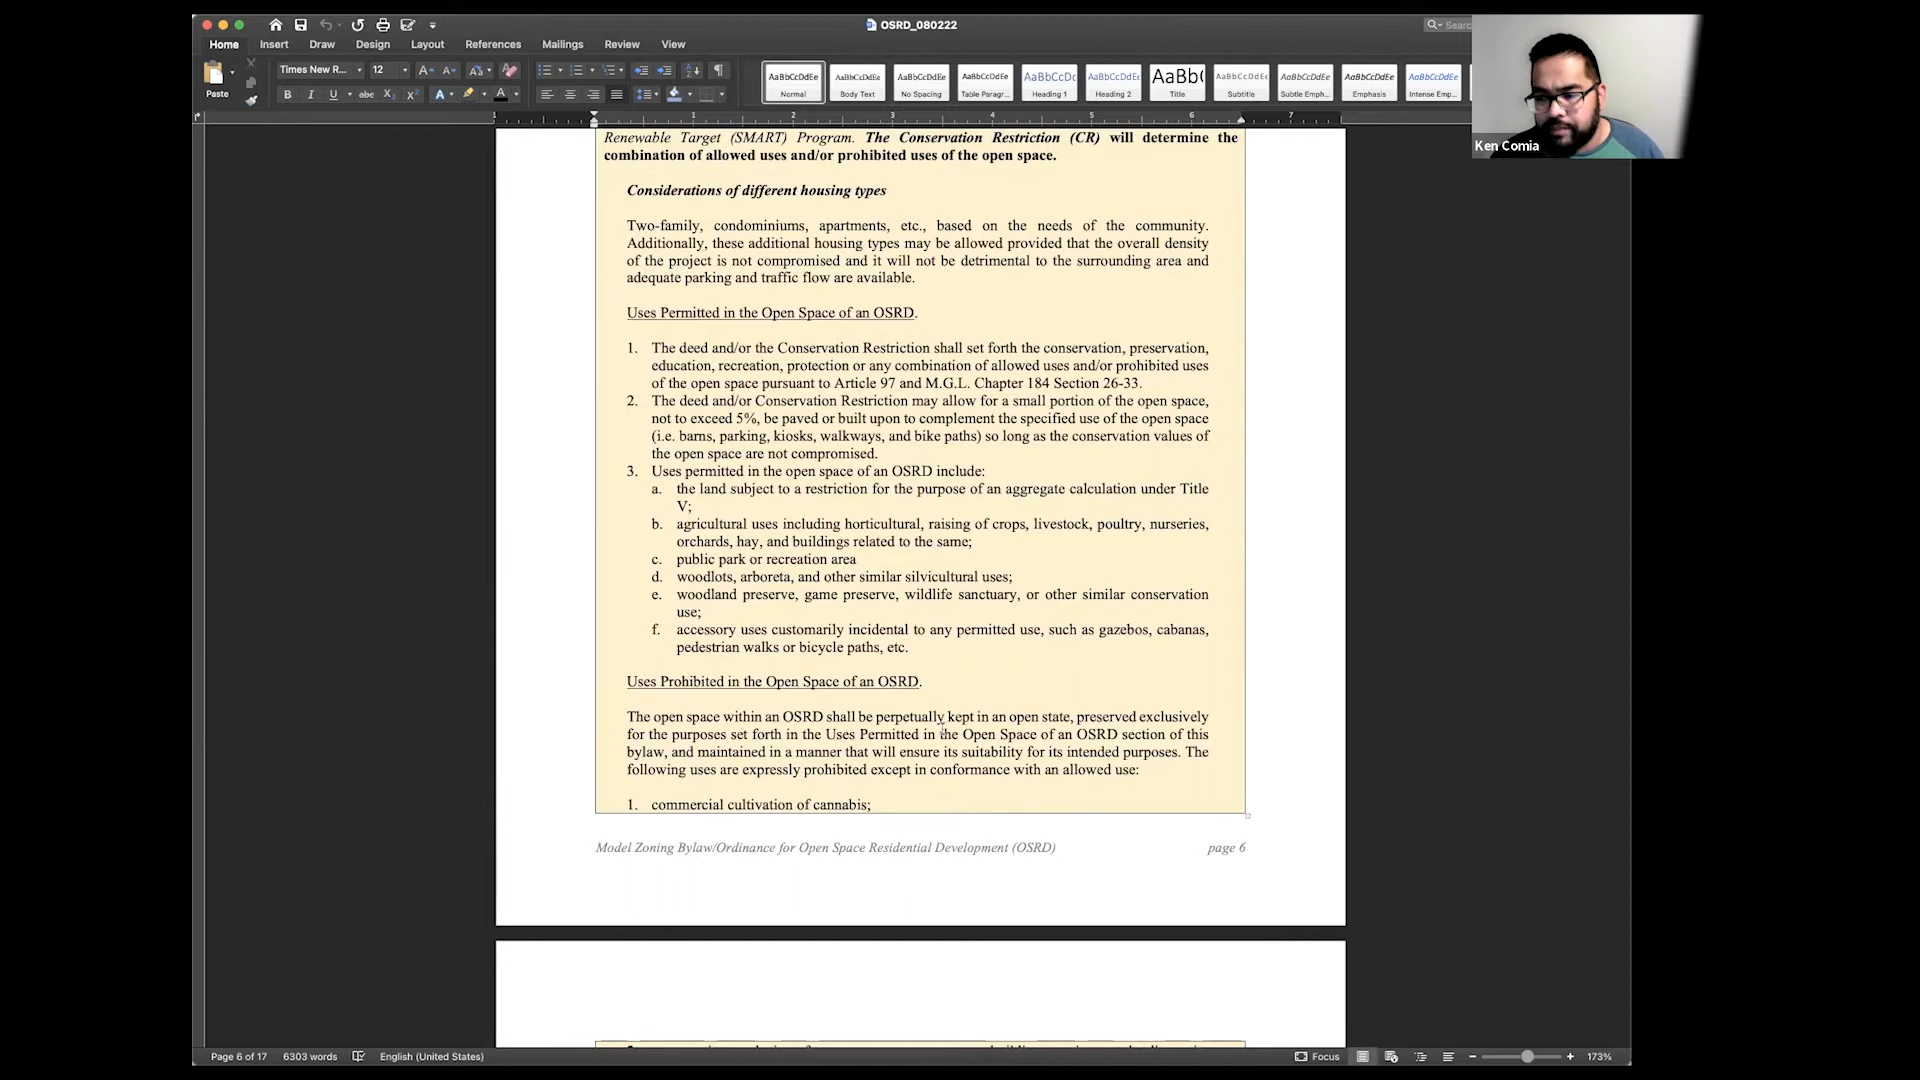 OSRD_080222
Home Insert Draw Design Layout References Mailings Review View
Paste
Times New R... 12
AaBbCcDdEe AaBbCcDdEe AaBbCcDdEe AaBbCcDdEe AaBbCcDc AaBbCcDdEe AaBb( AaBbCcDdEe AaBbCcDdEe AaBbCcDdEe AaBbCcDdEe
Normal Body Text No Spacing Table Paragr... Heading 1 Heading 2 Title Subtitle Subtle Emph... Emphasis Intense Emp...
Ken Comia
1 1 2 3 4 5 6 7
Renewable Target (SMART) Program. The Conservation Restriction (CR) will determine the
combination of allowed uses and/or prohibited uses of the open space.
Considerations of different housing types
Two-family, condominiums, apartments, etc., based on the needs of the community.
Additionally, these additional housing types may be allowed provided that the overall density
of the project is not compromised and it will not be detrimental to the surrounding area and
adequate parking and traffic flow are available.
Uses Permitted in the Open Space of an OSRD.
1. The deed and/or the Conservation Restriction shall set forth the conservation, preservation,
education, recreation, protection or any combination of allowed uses and/or prohibited uses
of the open space pursuant to Article 97 and M.G.L. Chapter 184 Section 26-33.
2. The deed and/or Conservation Restriction may allow for a small portion of the open space,
not to exceed 5%, be paved or built upon to complement the specified use of the open space
(i.e. barns, parking, kiosks, walkways, and bike paths) so long as the conservation values of
the open space are not compromised.
3. Uses permitted in the open space of an OSRD include:
a. the land subject to a restriction for the purpose of an aggregate calculation under Title
V;
b. agricultural uses including horticultural, raising of crops, livestock, poultry, nurseries,
orchards, hay, and buildings related to the same;
c. public park or recreation area
d. woodlots, arboreta, and other similar silvicultural uses;
e. woodland preserve, game preserve, wildlife sanctuary, or other similar conservation
use;
f. accessory uses customarily incidental to any permitted use, such as gazebos, cabanas,
pedestrian walks or bicycle paths, etc.
Uses Prohibited in the Open Space of an OSRD.
The open space within an OSRD shall be perpetually kept in an open state, preserved exclusively
for the purposes set forth in the Uses Permitted in the Open Space of an OSRD section of this
bylaw, and maintained in a manner that will ensure its suitability for its intended purposes. The
following uses are expressly prohibited except in conformance with an allowed use:
1. commercial cultivation of cannabis;
Model Zoning Bylaw/Ordinance for Open Space Residential Development (OSRD) page 6
Page 6 of 17 6303 words English (United States) Focus 173%